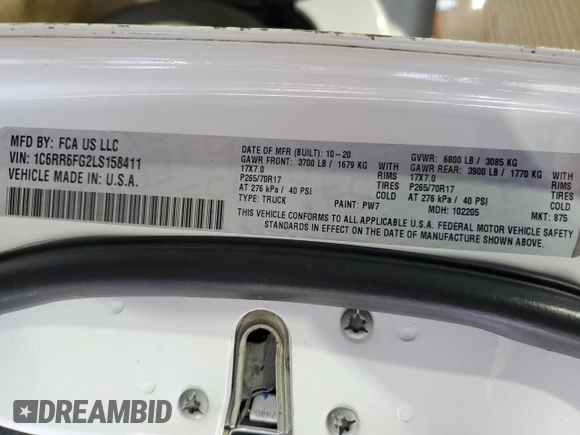 MFD BY: FCA US LLC
VIN: 1C6RR6FG2LS158411
VEHICLE MADE IN: U.S.A.
DATE OF MFR (BUILT): 10-20
GAWR FRONT: 3700 LB / 1679 KG WITH
17X7.0 RIMS
P265/70R17 TIRES
AT 276 kPa / 40 PSI COLD
TYPE: TRUCK PAINT: PW7
GVWR: 6800 LB / 3085 KG
GAWR REAR: 3900 LB / 1770 KG WITH
17X7.0 RIMS
P265/70R17 TIRES
AT 276 kPa / 40 PSI COLD
MDH: 102205 MKT: 875
THIS VEHICLE CONFORMS TO ALL APPLICABLE U.S.A. FEDERAL MOTOR VEHICLE SAFETY
STANDARDS IN EFFECT ON THE DATE OF MANUFACTURE SHOWN ABOVE.
DREAMBID